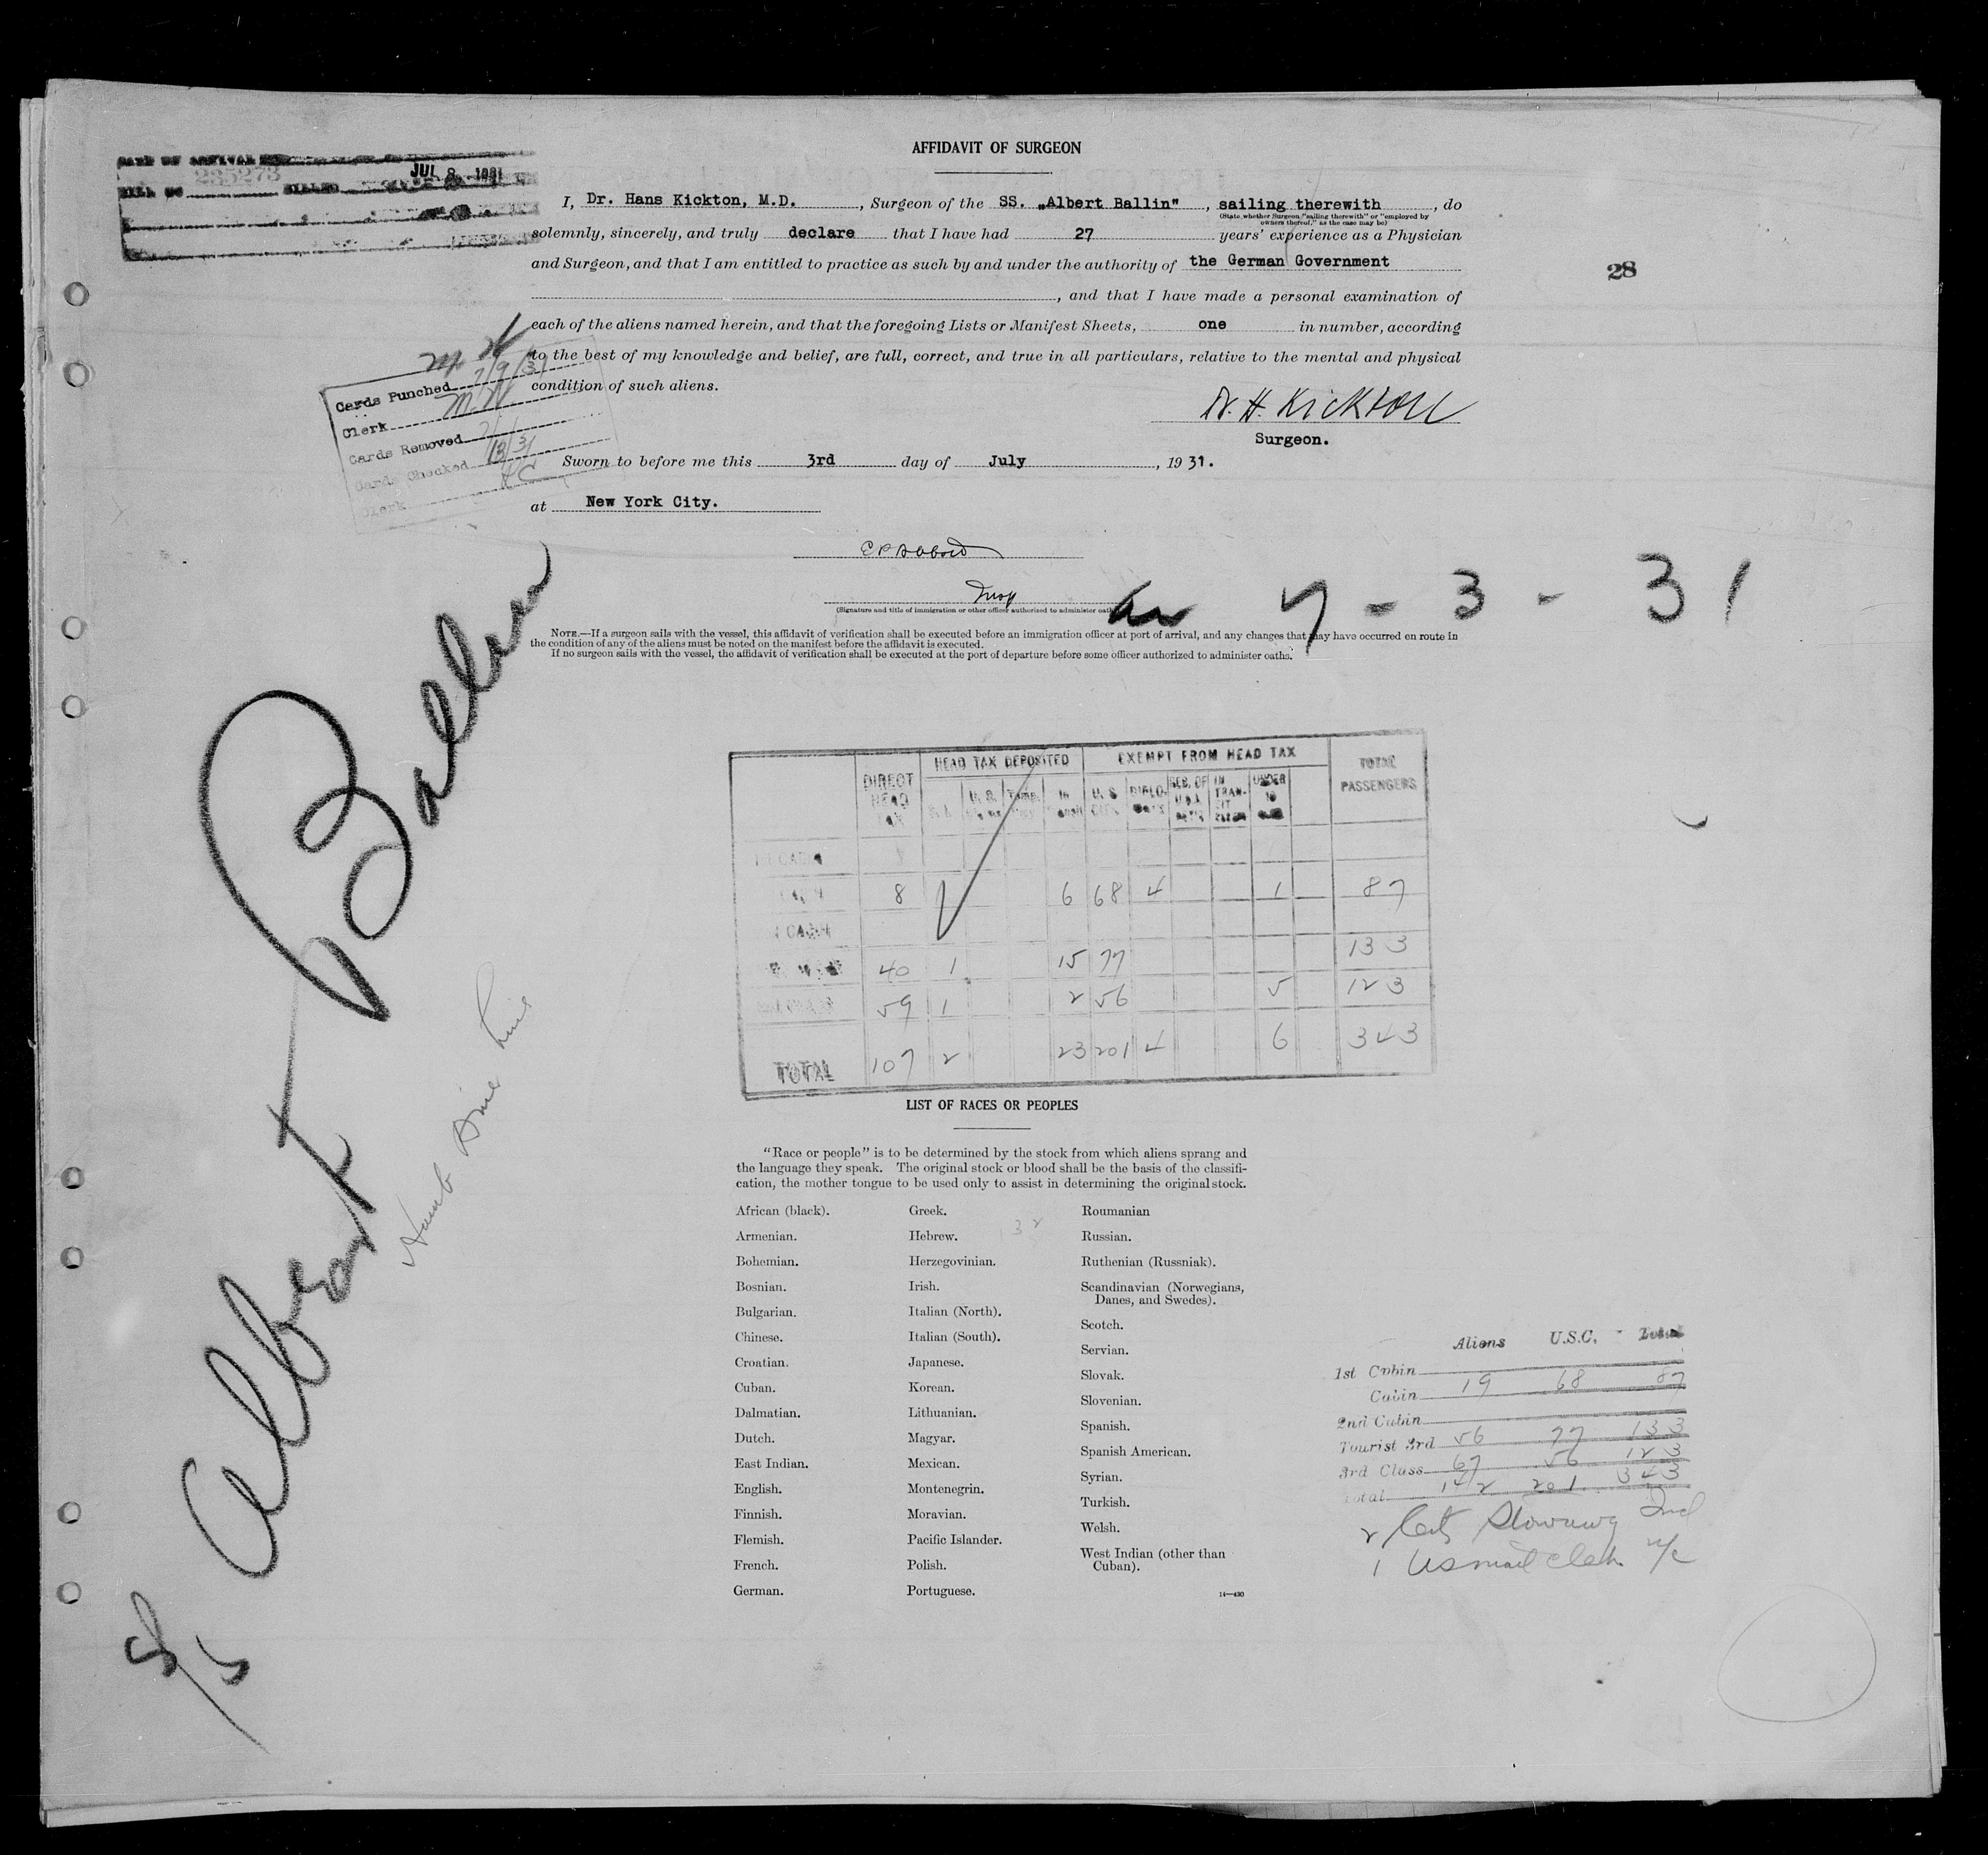 AFFIDAVIT OF SURGEON
235273
JUL 8 1931
I, Dr. Hans Kickton, M.D. , Surgeon of the SS. „Albert Ballin" , sailing therewith , do
(State whether Surgeon "sailing therewith" or "employed by
owners thereof," as the case may be)
solemnly, sincerely, and truly declare that I have had 27 years' experience as a Physician
and Surgeon, and that I am entitled to practice as such by and under the authority of the German Government
28
, and that I have made a personal examination of
each of the aliens named herein, and that the foregoing Lists or Manifest Sheets, one in number, according
to the best of my knowledge and belief, are full, correct, and true in all particulars, relative to the mental and physical
condition of such aliens.
Cards Punched 7/9/31
Clerk M.N
Cards Removed
Cards Checked 7/13/31
Clerk
Dr. H. Kickton
Surgeon.
Sworn to before me this 3rd day of July , 19 31.
at New York City.
Insp
(Signature and title of immigration or other officer authorized to administer oaths
7 - 3 - 31
NOTE.—If a surgeon sails with the vessel, this affidavit of verification shall be executed before an immigration officer at port of arrival, and any changes that may have occurred en route in
the condition of any of the aliens must be noted on the manifest before the affidavit is executed.
If no surgeon sails with the vessel, the affidavit of verification shall be executed at the port of departure before some officer authorized to administer oaths.
S/S Albert Ballin
Hamb Ame Line
DIRECT HEAD TAX
HEAD TAX DEPOSITED
EXEMPT FROM HEAD TAX
TOTAL PASSENGERS
8 6 68 4 1 87
40 1 15 77 133
59 1 2 56 5 123
TOTAL 107 2 23 201 4 6 343
LIST OF RACES OR PEOPLES
"Race or people" is to be determined by the stock from which aliens sprang and
the language they speak. The original stock or blood shall be the basis of the classifi-
cation, the mother tongue to be used only to assist in determining the original stock.
African (black).
Armenian.
Bohemian.
Bosnian.
Bulgarian.
Chinese.
Croatian.
Cuban.
Dalmatian.
Dutch.
East Indian.
English.
Finnish.
Flemish.
French.
German.
Greek.
Hebrew.
Herzegovinian.
Irish.
Italian (North).
Italian (South).
Japanese.
Korean.
Lithuanian.
Magyar.
Mexican.
Montenegrin.
Moravian.
Pacific Islander.
Polish.
Portuguese.
Roumanian
Russian.
Ruthenian (Russniak).
Scandinavian (Norwegians,
Danes, and Swedes).
Scotch.
Servian.
Slovak.
Slovenian.
Spanish.
Spanish American.
Syrian.
Turkish.
Welsh.
West Indian (other than
Cuban).
14—430
32
Aliens U.S.C. Total
1st Cabin
Cabin 19 68 87
2nd Cabin
Tourist 3rd 56 77 133
3rd Class 67 56 123
Total 142 201 343
2
1 US mail clerk